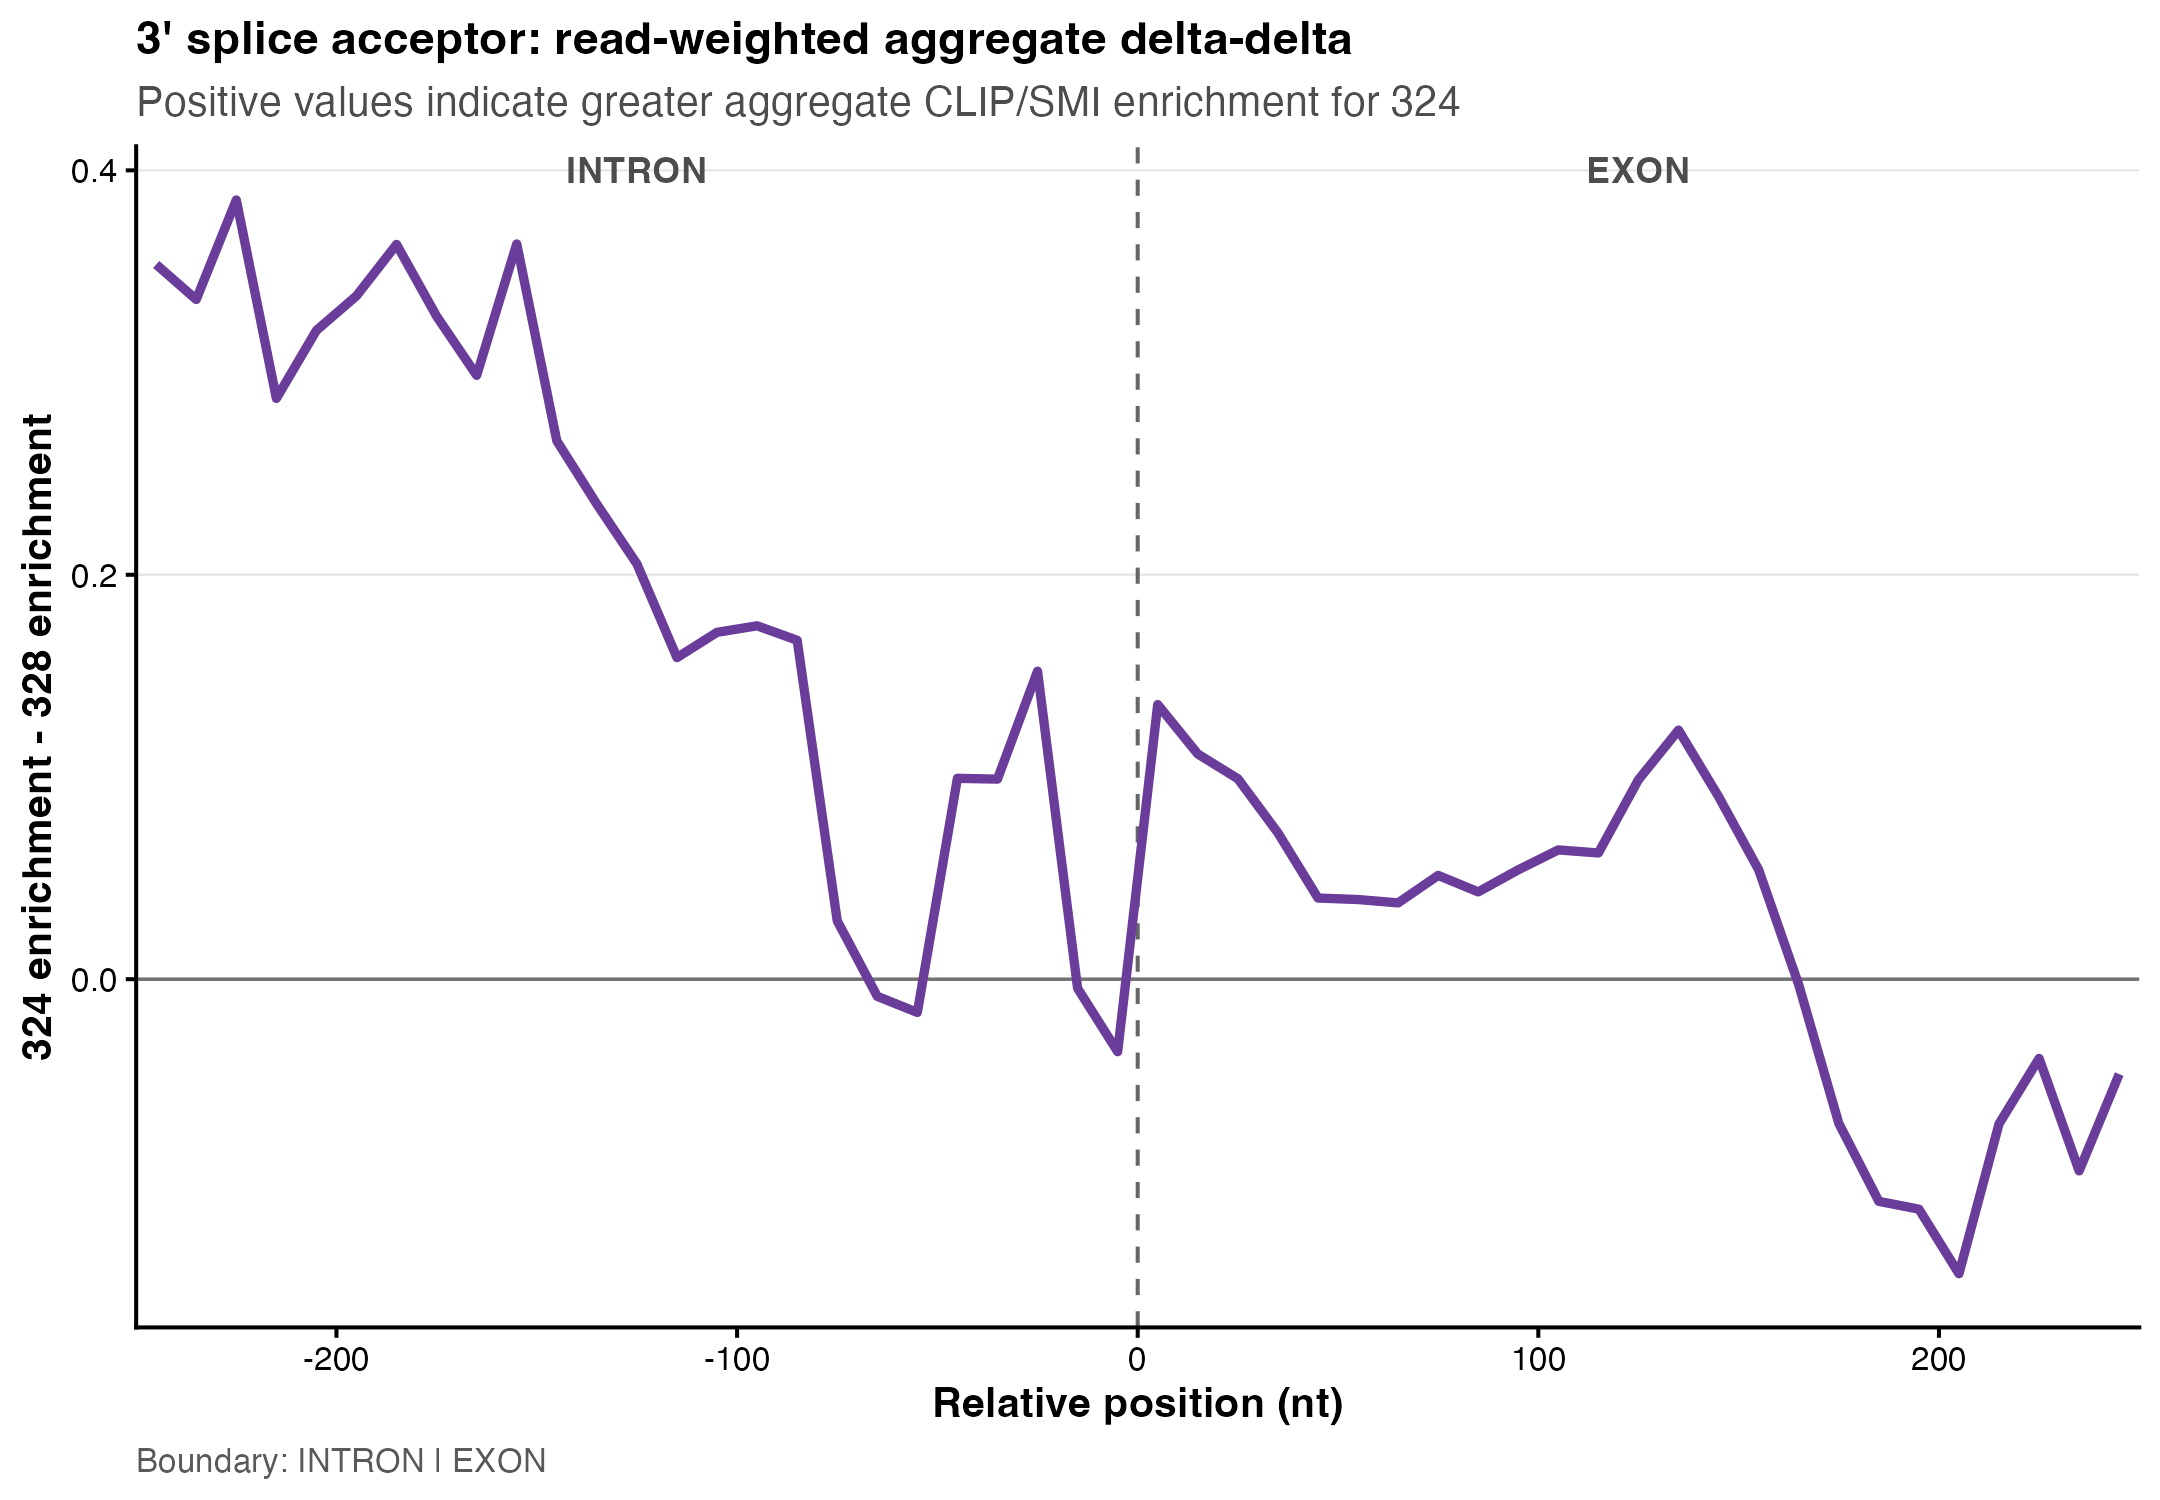 3' splice acceptor: read-weighted aggregate delta-delta
Positive values indicate greater aggregate CLIP/SMI enrichment for 324
INTRON
EXON
324 enrichment - 328 enrichment
0.4
0.2
0.0
-200
-100
0
100
200
Relative position (nt)
Boundary: INTRON | EXON